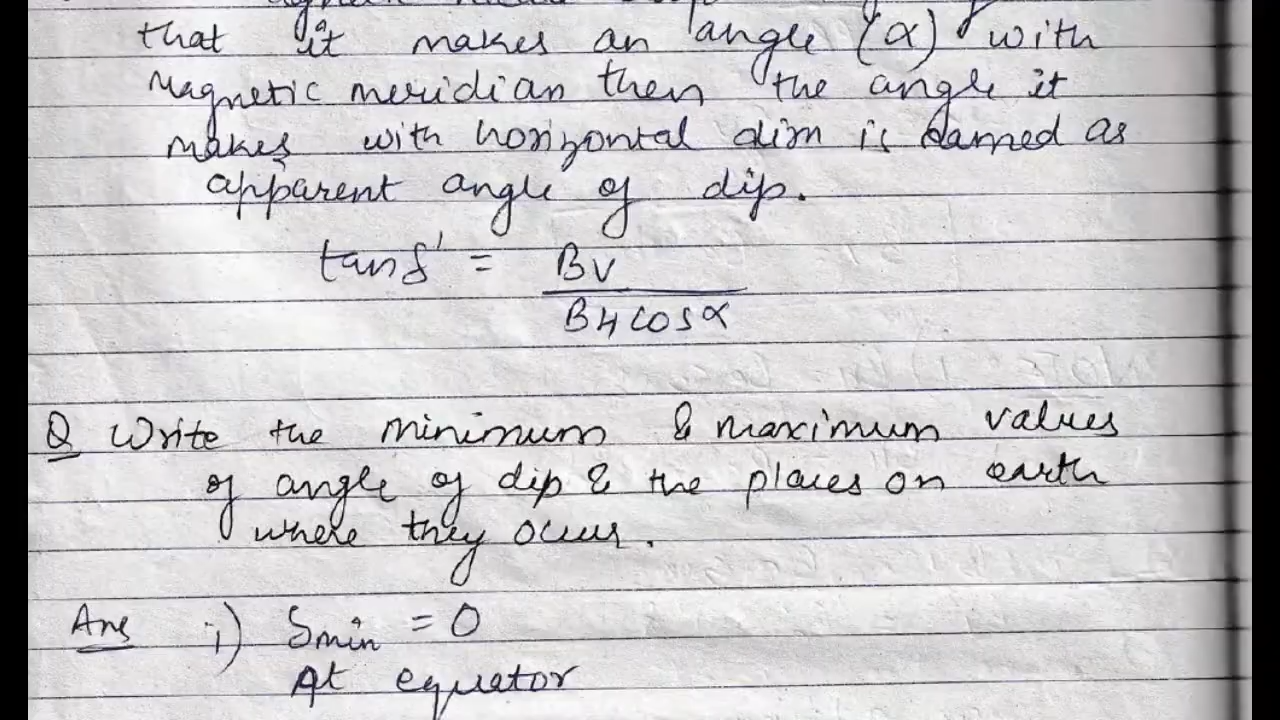 that it makes an angle (α) with
Magnetic meridian then the angle it
makes with horizontal dirn is named as
apparent angle of dip.
tanδ' = BV
BH cosα
Q Write the minimum & maximum values
of angle of dip & the places on earth
where they occur.
Ans i) δmin = 0
At equator